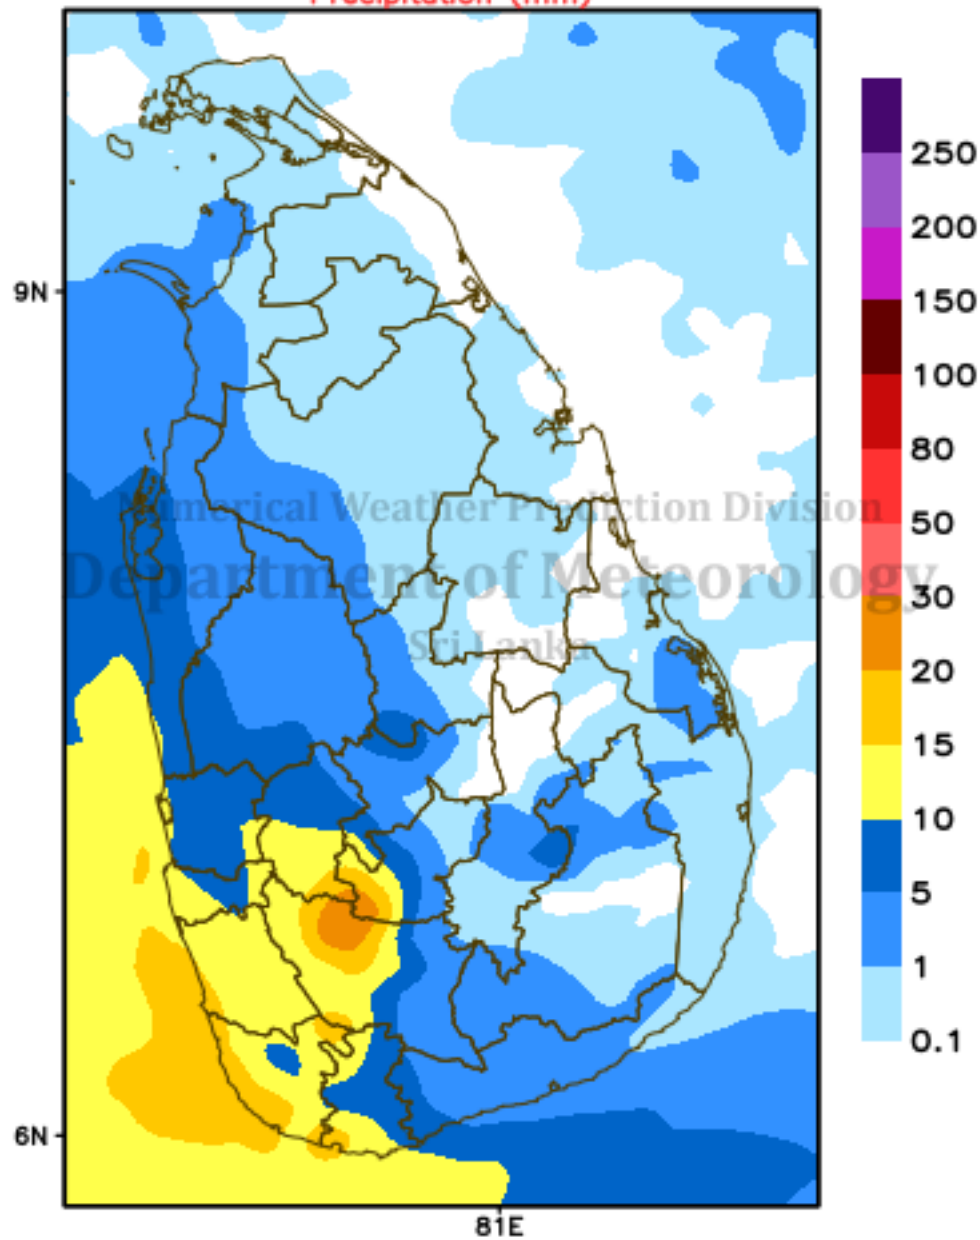 Precipitation (mm)
250
200
150
100
80
50
30
20
15
10
5
1
0.1
9N
6N
81E
Numerical Weather Prediction Division
Department of Meteorology
Sri Lanka